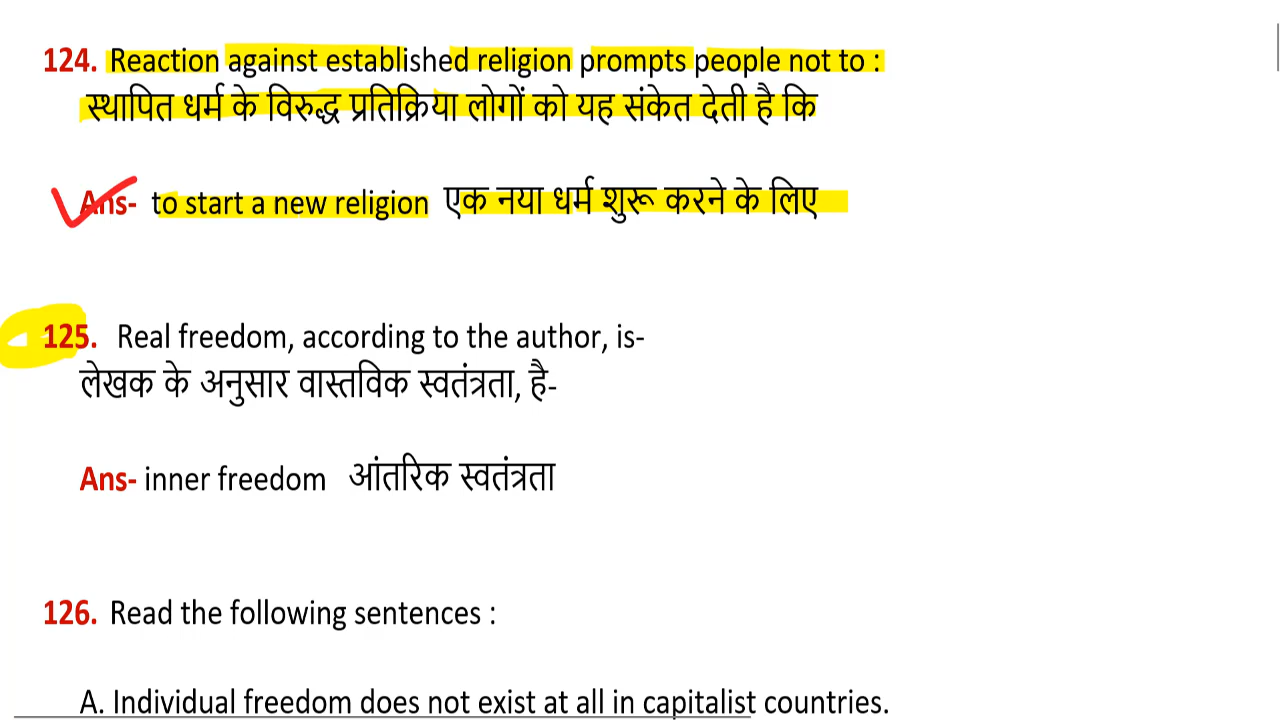 124. Reaction against established religion prompts people not to :
स्थापित धर्म के विरुद्ध प्रतिक्रिया लोगों को यह संकेत देती है कि
Ans- to start a new religion एक नया धर्म शुरू करने के लिए
125. Real freedom, according to the author, is-
लेखक के अनुसार वास्तविक स्वतंत्रता, है-
Ans- inner freedom आंतरिक स्वतंत्रता
126. Read the following sentences :
A. Individual freedom does not exist at all in capitalist countries.